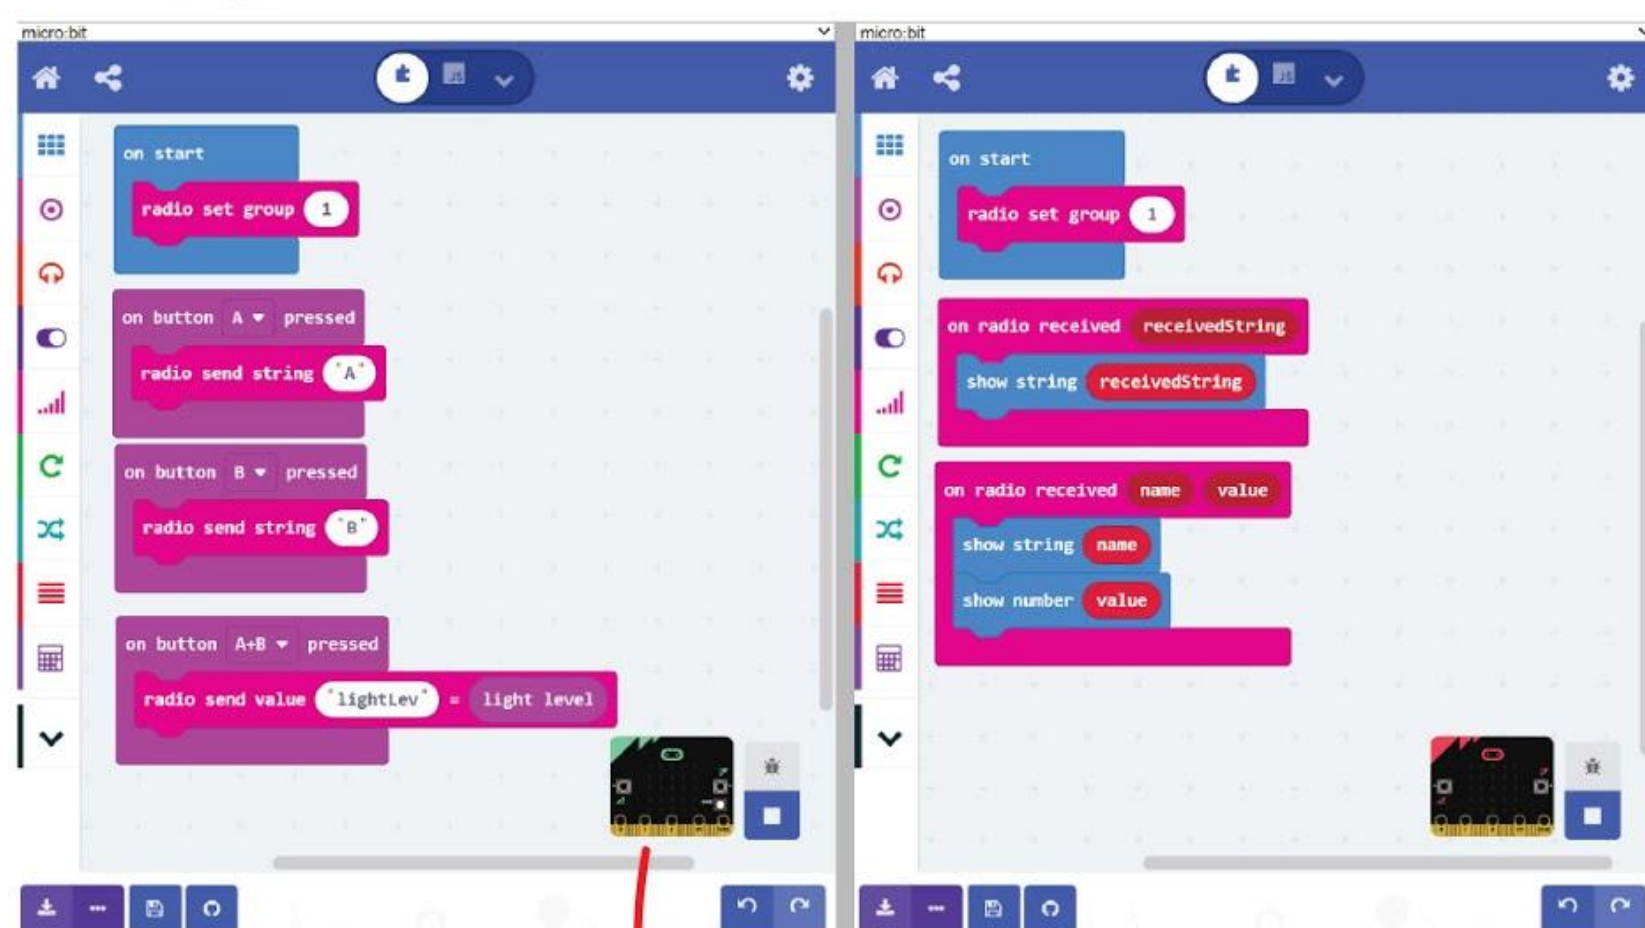 micro:bit
JS
on start
radio set group 1
on button A pressed
radio send string "A"
on button B pressed
radio send string "B"
on button A+B pressed
radio send value "lightLev" = light level
micro:bit
JS
on start
radio set group 1
on radio received receivedString
show string receivedString
on radio received name value
show string name
show number value